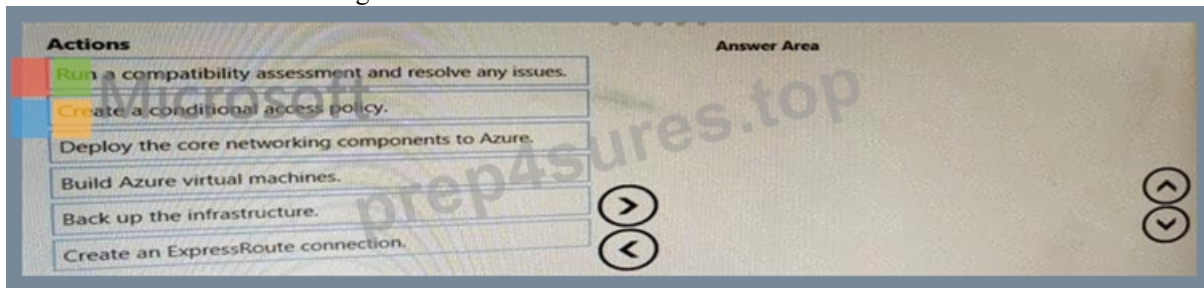 Actions
Answer Area
Run a compatibility assessment and resolve any issues.
Microsoft
Create a conditional access policy.
Deploy the core networking components to Azure.
Build Azure virtual machines.
Back up the infrastructure.
Create an ExpressRoute connection.
prep4sures.top